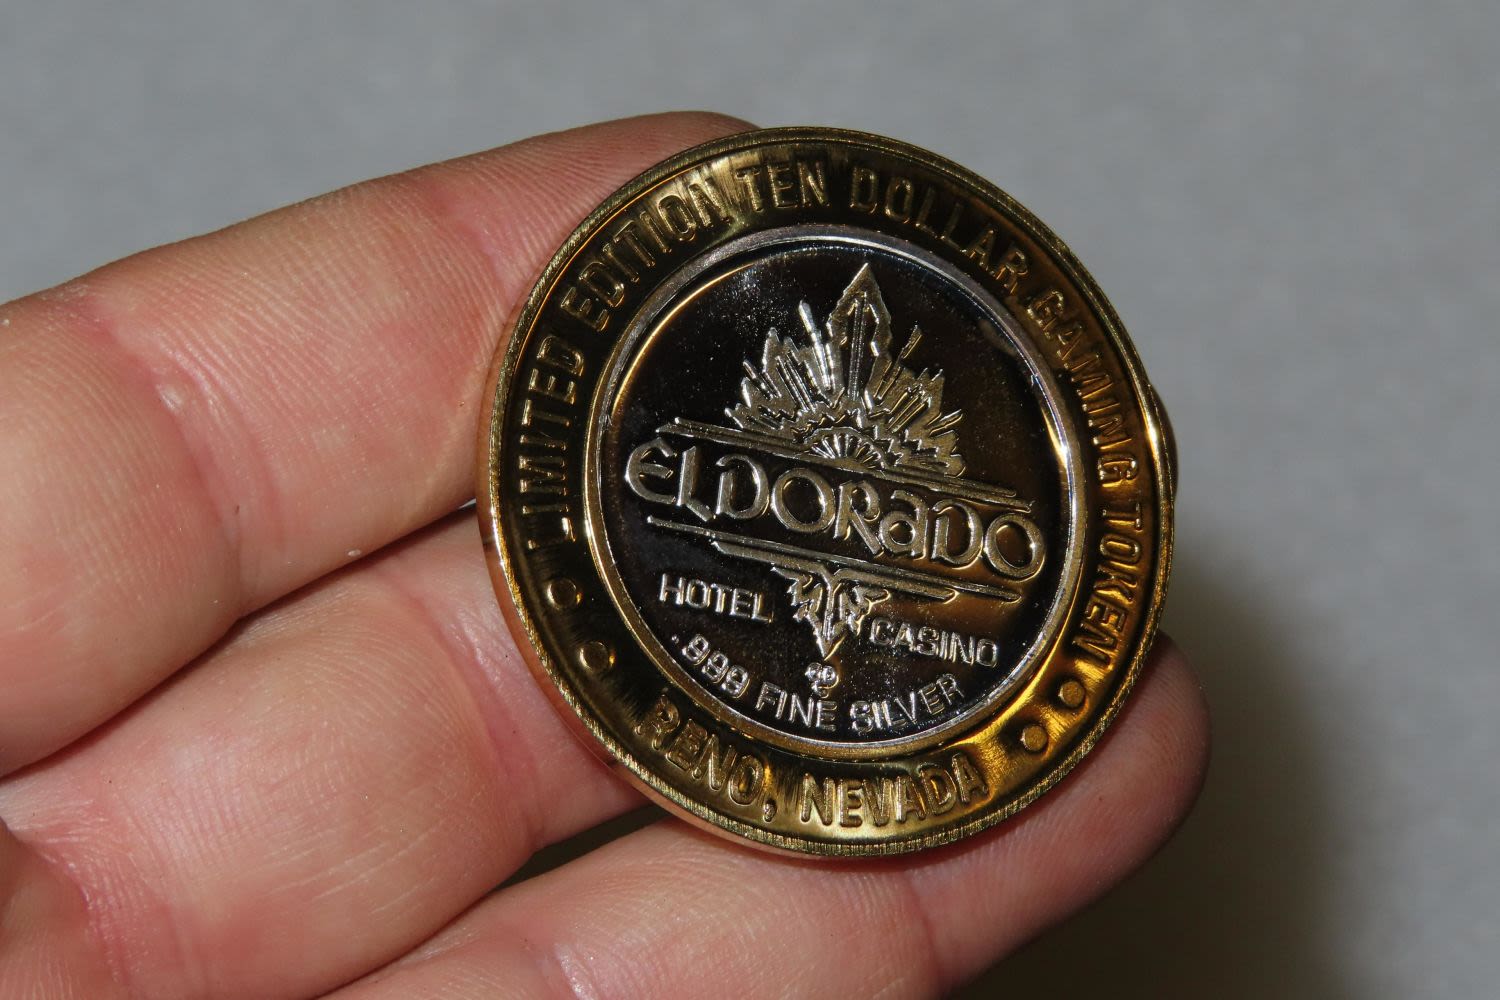 LIMITED EDITION TEN DOLLAR GAMING TOKEN
ELDORADO
HOTEL CASINO
.999 FINE SILVER
RENO, NEVADA